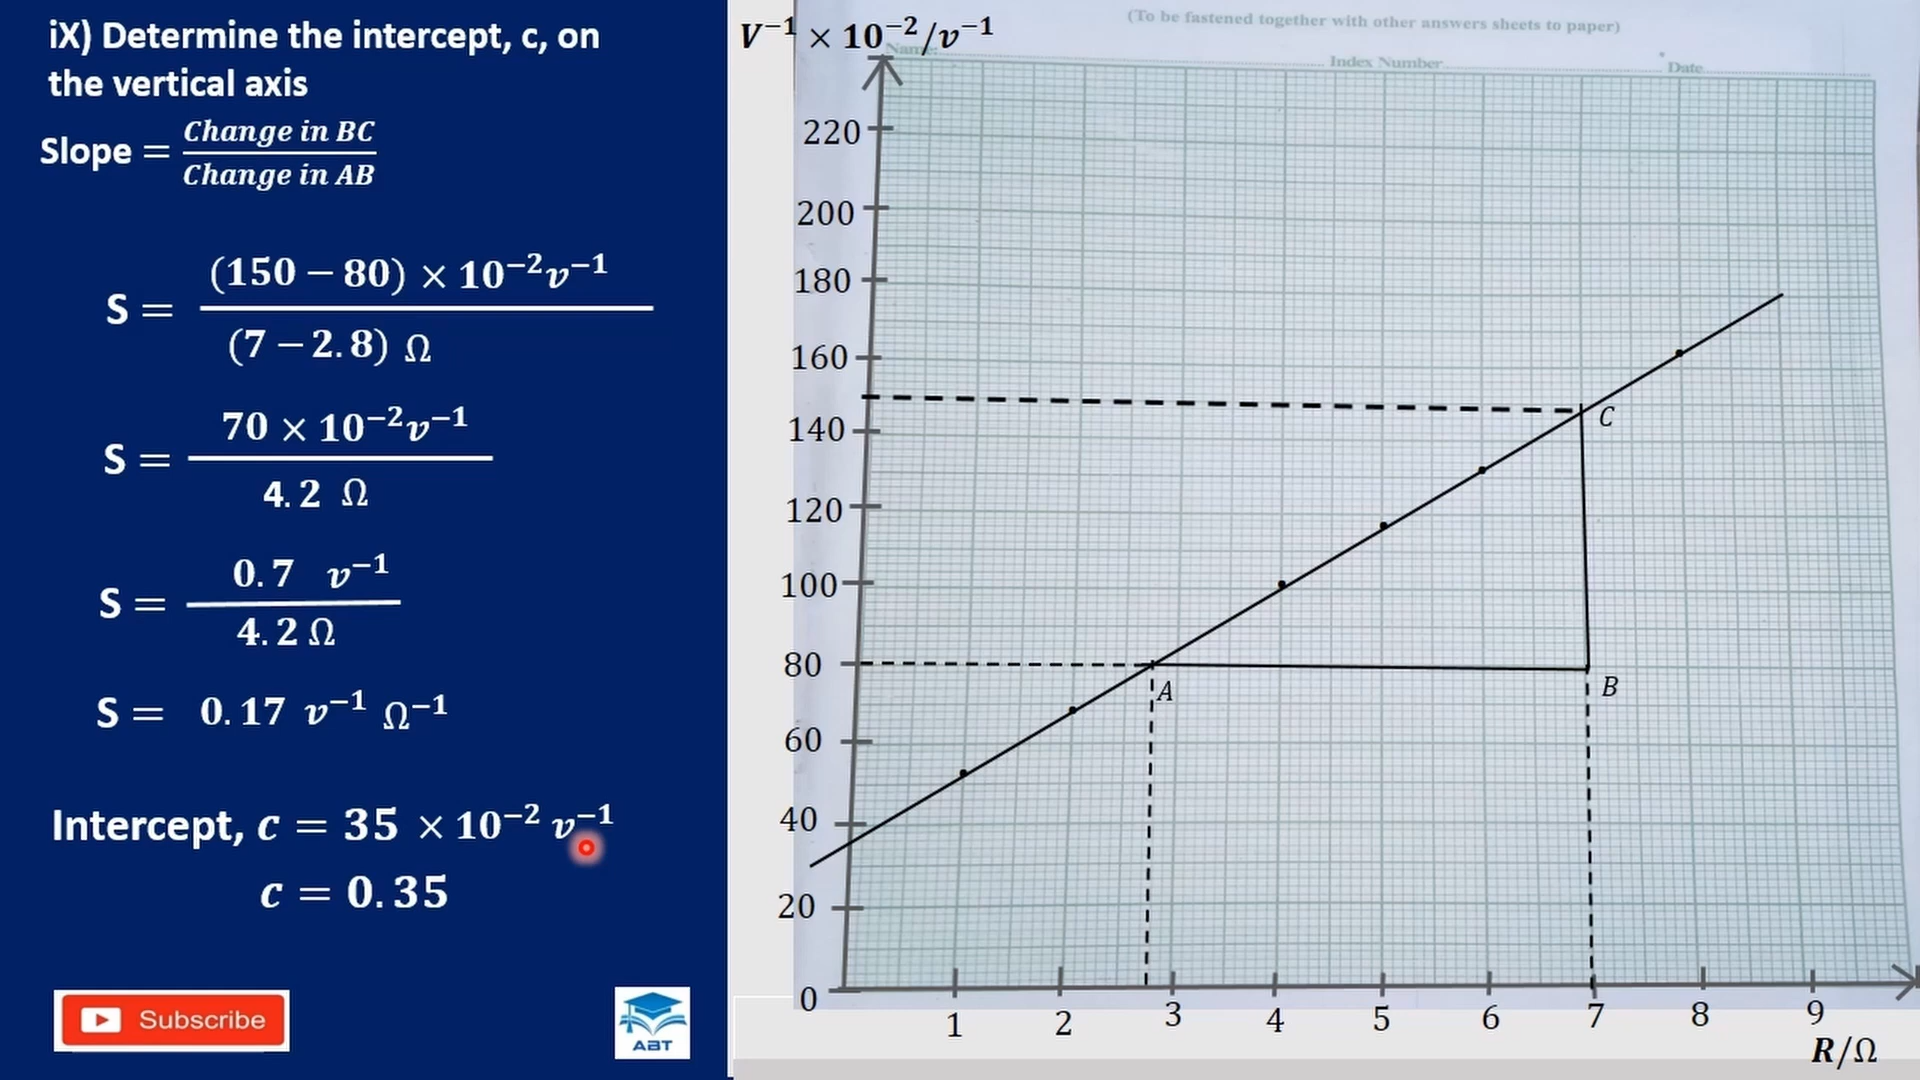 iX) Determine the intercept, c, on
the vertical axis
Slope = Change in BC / Change in AB
S = (150 − 80) × 10⁻²v⁻¹ / (7 − 2.8) Ω
S = 70 × 10⁻²v⁻¹ / 4.2 Ω
S = 0.7 v⁻¹ / 4.2 Ω
S = 0.17 v⁻¹ Ω⁻¹
Intercept, c = 35 × 10⁻² v⁻¹
c = 0.35
Subscribe
ABT
V⁻¹ × 10⁻²/v⁻¹
(To be fastened together with other answers sheets to paper)
Name: Index Number Date
220
200
180
160
140
120
100
80
60
40
20
0
C
A
B
1 2 3 4 5 6 7 8 9
R/Ω